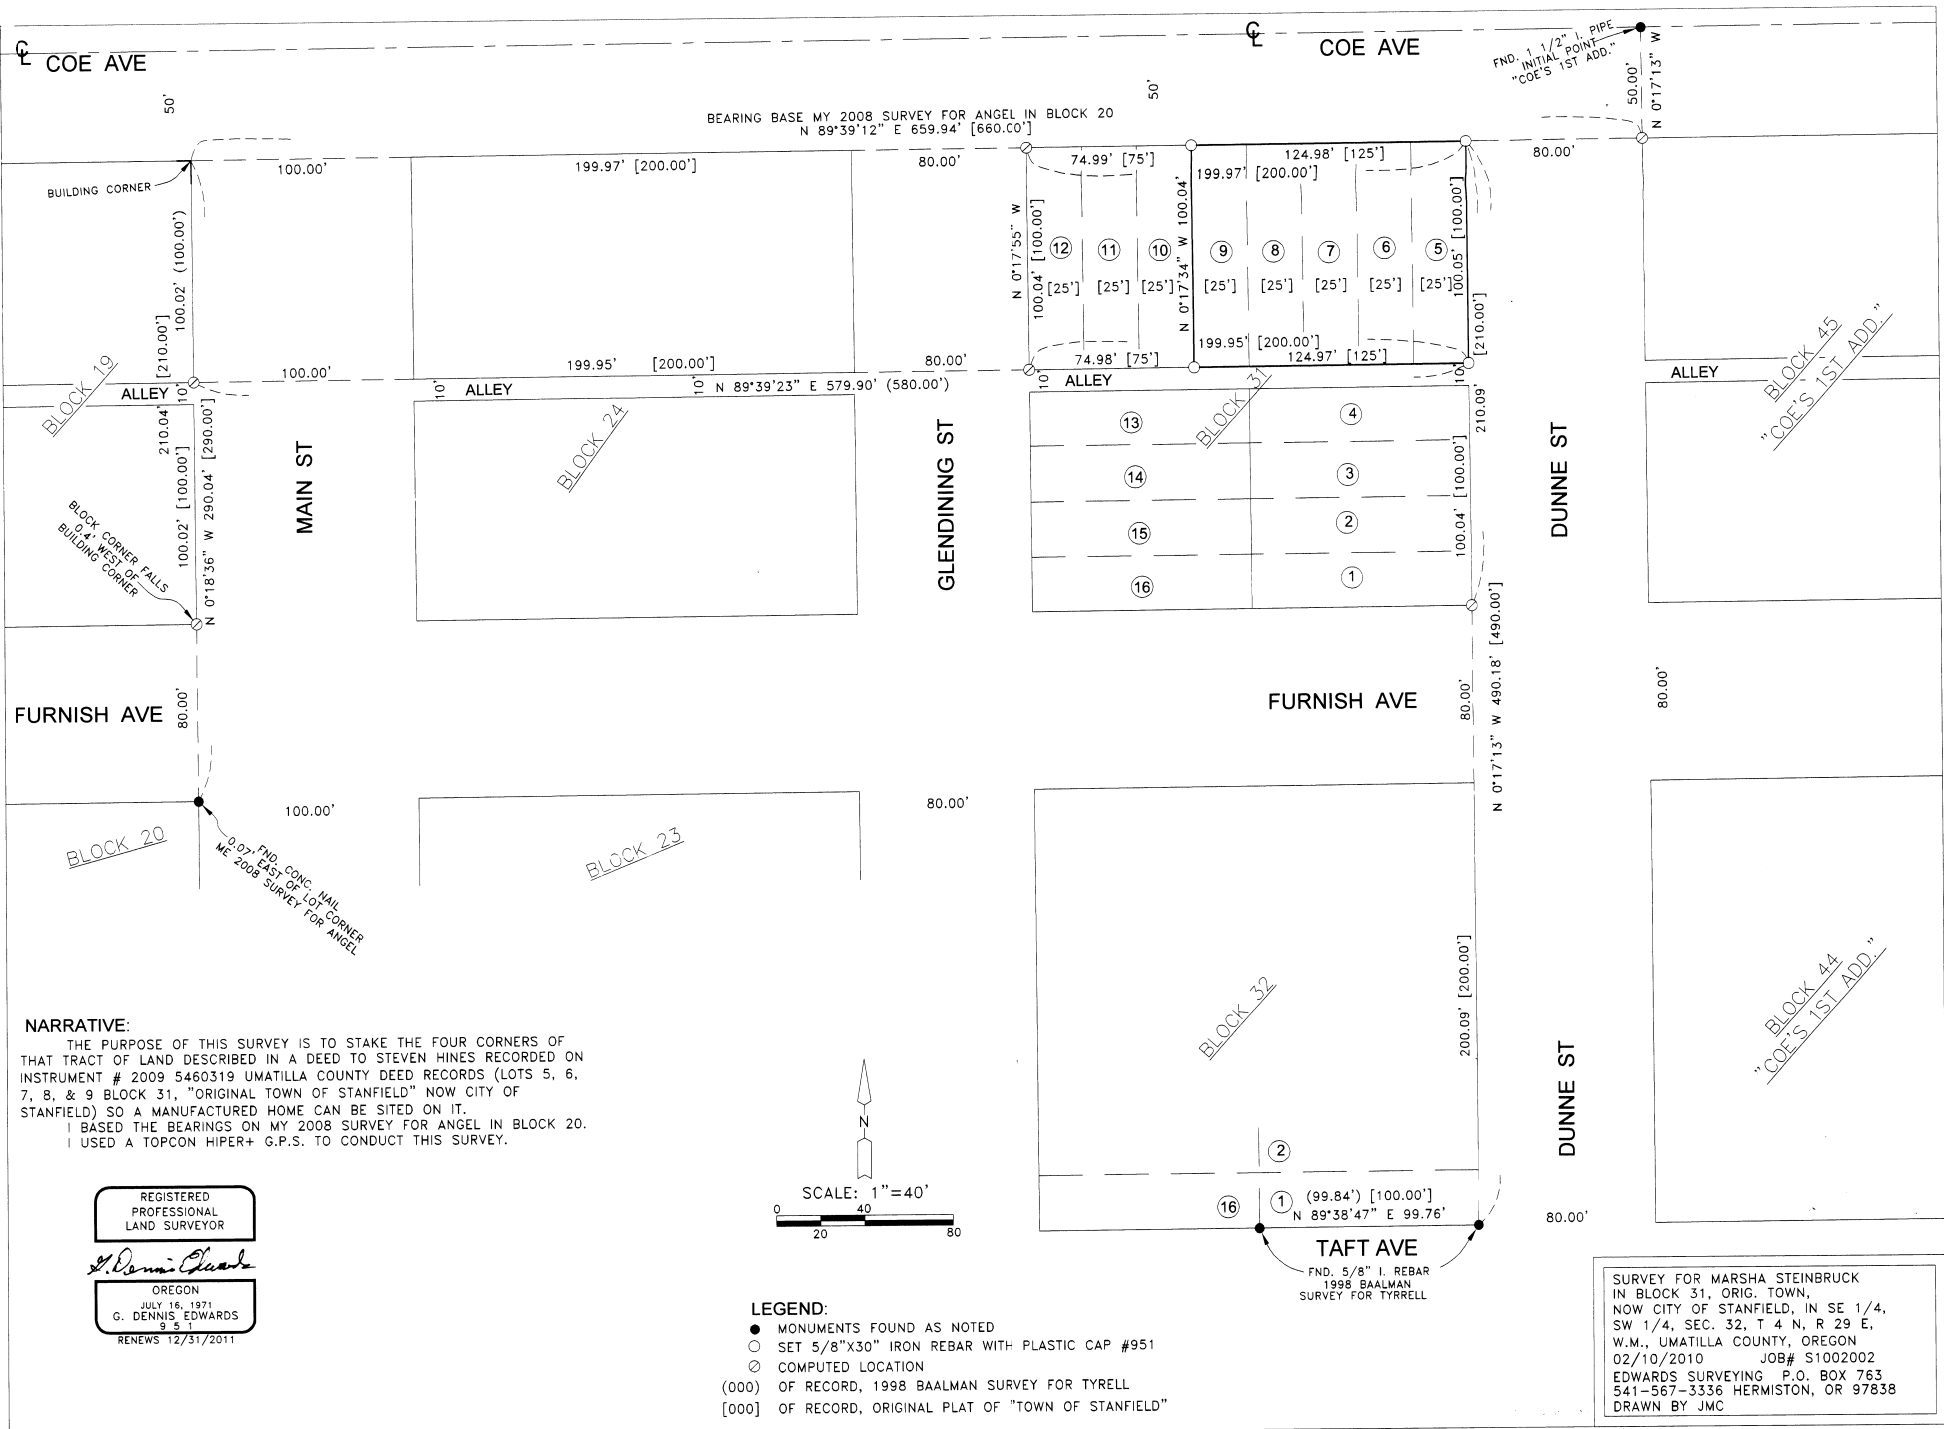 ℄ COE AVE
℄ COE AVE
FND. 1 1/2" I. PIPE
INITIAL POINT
"COE'S 1ST ADD."
50.00'
N 0°17'13" W
50'
50'
BEARING BASE MY 2008 SURVEY FOR ANGEL IN BLOCK 20
N 89°39'12" E 659.94' [660.00']
BUILDING CORNER
100.00'
199.97' [200.00']
80.00'
74.99' [75']
124.98' [125']
199.97' [200.00']
80.00'
100.02' (100.00')
[210.00']
N 0°17'55" W
100.04' [100.00']
N 0°17'34" W 100.04'
100.05' [100.00']
[210.00']
12
11
10
9
8
7
6
5
[25']
[25']
[25']
[25']
[25']
[25']
[25']
[25']
199.95' [200.00']
74.98' [75']
124.97' [125']
100.00'
199.95' [200.00']
80.00'
N 89°39'23" E 579.90' (580.00')
ALLEY
10'
10'
ALLEY
10'
10'
ALLEY
10'
ALLEY
BLOCK 19
BLOCK 24
BLOCK 31
BLOCK 45
"COE'S 1ST ADD."
210.04'
100.02' [100.00']
N 0°18'36" W 290.04' [290.00']
MAIN ST
GLENDINING ST
DUNNE ST
13
4
14
3
15
2
16
1
210.09'
100.04' [100.00']
BLOCK CORNER FALLS
0.4' WEST OF
BUILDING CORNER
FURNISH AVE
80.00'
FURNISH AVE
80.00'
N 0°17'13" W 490.18' [490.00']
80.00'
100.00'
80.00'
BLOCK 20
BLOCK 23
FND. CONC. NAIL
0.07' EAST OF LOT CORNER
ME 2008 SURVEY FOR ANGEL
BLOCK 32
200.09' [200.00']
BLOCK 44
"COE'S 1ST ADD."
DUNNE ST
NARRATIVE:
THE PURPOSE OF THIS SURVEY IS TO STAKE THE FOUR CORNERS OF
THAT TRACT OF LAND DESCRIBED IN A DEED TO STEVEN HINES RECORDED ON
INSTRUMENT # 2009 5460319 UMATILLA COUNTY DEED RECORDS (LOTS 5, 6,
7, 8, & 9 BLOCK 31, "ORIGINAL TOWN OF STANFIELD" NOW CITY OF
STANFIELD) SO A MANUFACTURED HOME CAN BE SITED ON IT.
I BASED THE BEARINGS ON MY 2008 SURVEY FOR ANGEL IN BLOCK 20.
I USED A TOPCON HIPER+ G.P.S. TO CONDUCT THIS SURVEY.
N
SCALE: 1"=40'
0 40
20 80
2
16
1
(99.84') [100.00']
N 89°38'47" E 99.76'
80.00'
TAFT AVE
FND. 5/8" I. REBAR
1998 BAALMAN
SURVEY FOR TYRRELL
REGISTERED
PROFESSIONAL
LAND SURVEYOR
G. Dennis Edwards
OREGON
JULY 16, 1971
G. DENNIS EDWARDS
9 5 1
RENEWS 12/31/2011
LEGEND:
MONUMENTS FOUND AS NOTED
SET 5/8"X30" IRON REBAR WITH PLASTIC CAP #951
COMPUTED LOCATION
(000) OF RECORD, 1998 BAALMAN SURVEY FOR TYRELL
[000] OF RECORD, ORIGINAL PLAT OF "TOWN OF STANFIELD"
SURVEY FOR MARSHA STEINBRUCK
IN BLOCK 31, ORIG. TOWN,
NOW CITY OF STANFIELD, IN SE 1/4,
SW 1/4, SEC. 32, T 4 N, R 29 E,
W.M., UMATILLA COUNTY, OREGON
02/10/2010 JOB# S1002002
EDWARDS SURVEYING P.O. BOX 763
541-567-3336 HERMISTON, OR 97838
DRAWN BY JMC